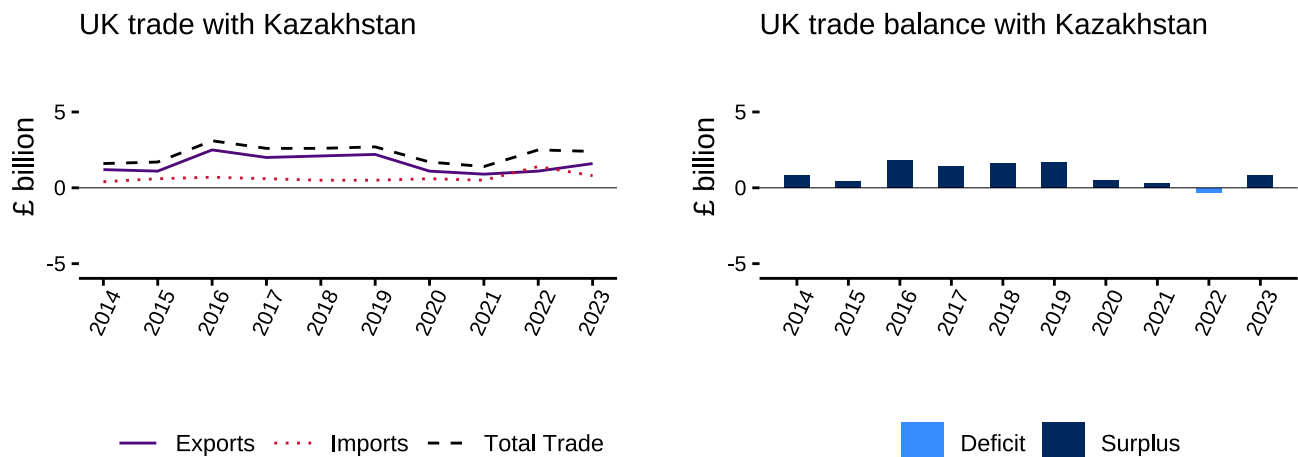 UK trade with Kazakhstan
£ billion
5
0
-5
2014
2015
2016
2017
2018
2019
2020
2021
2022
2023
Exports
Imports
Total Trade
UK trade balance with Kazakhstan
£ billion
5
0
-5
2014
2015
2016
2017
2018
2019
2020
2021
2022
2023
Deficit
Surplus